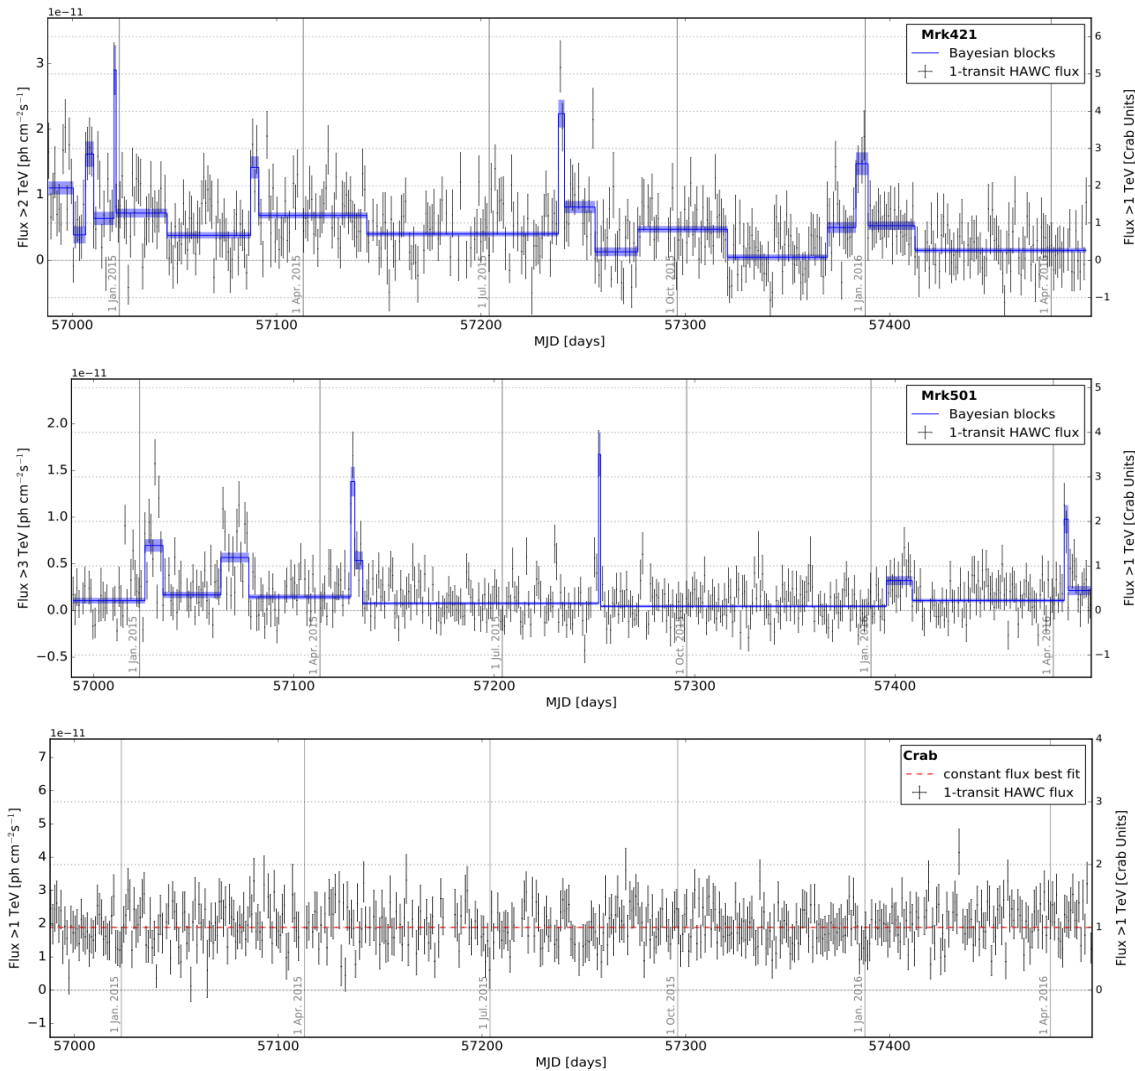 1e−11
Mrk421
Bayesian blocks
1-transit HAWC flux
Flux >2 TeV [ph cm−2s−1]
3
2
1
0
6
5
4
3
2
1
0
−1
Flux >1 TeV [Crab Units]
1 Jan. 2015
1 Apr. 2015
1 Jul. 2015
1 Oct. 2015
1 Jan. 2016
1 Apr. 2016
57000 57100 57200 57300 57400
MJD [days]
1e−11
Mrk501
Bayesian blocks
1-transit HAWC flux
Flux >3 TeV [ph cm−2s−1]
2.0
1.5
1.0
0.5
0.0
−0.5
5
4
3
2
1
0
−1
Flux >1 TeV [Crab Units]
1 Jan. 2015
1 Apr. 2015
1 Jul. 2015
1 Oct. 2015
1 Jan. 2016
1 Apr. 2016
57000 57100 57200 57300 57400
MJD [days]
1e−11
Crab
constant flux best fit
1-transit HAWC flux
Flux >1 TeV [ph cm−2s−1]
7
6
5
4
3
2
1
0
−1
4
3
2
1
0
Flux >1 TeV [Crab Units]
1 Jan. 2015
1 Apr. 2015
1 Jul. 2015
1 Oct. 2015
1 Jan. 2016
1 Apr. 2016
57000 57100 57200 57300 57400
MJD [days]